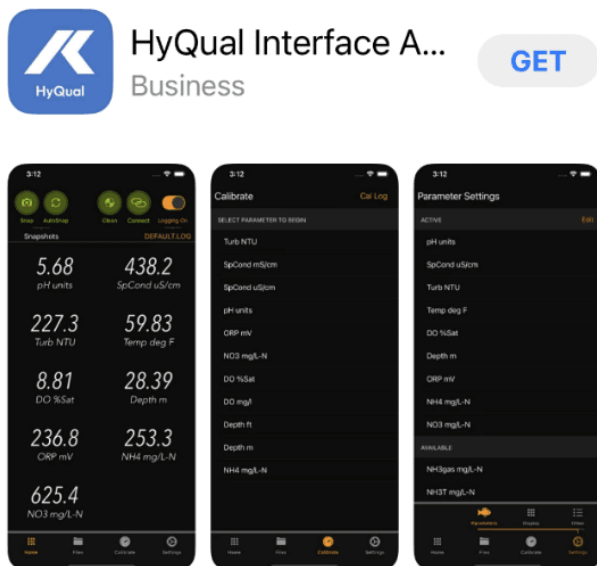 HyQual Interface A...
Business
GET
HyQual
3:12
Snap AutoSnap Clean Connect Logging On
Snapshots DEFAULT.LOG
5.68 438.2
pH units SpCond uS/cm
227.3 59.83
Turb NTU Temp deg F
8.81 28.39
DO %Sat Depth m
236.8 253.3
ORP mV NH4 mg/L-N
625.4
NO3 mg/L-N
Home Files Calibrate Settings
3:12
Calibrate Cal Log
SELECT PARAMETER TO BEGIN
Turb NTU
SpCond mS/cm
SpCond uS/cm
pH units
ORP mV
NO3 mg/L-N
DO %Sat
DO mg/l
Depth ft
Depth m
NH4 mg/L-N
Home Files Calibrate Settings
3:12
Parameter Settings
ACTIVE Edit
pH units
SpCond uS/cm
Turb NTU
Temp deg F
DO %Sat
Depth m
ORP mV
NH4 mg/L-N
NO3 mg/L-N
AVAILABLE
NH3gas mg/L-N
NH3T mg/L-N
Parameters Display
Home Files Calibrate Settings